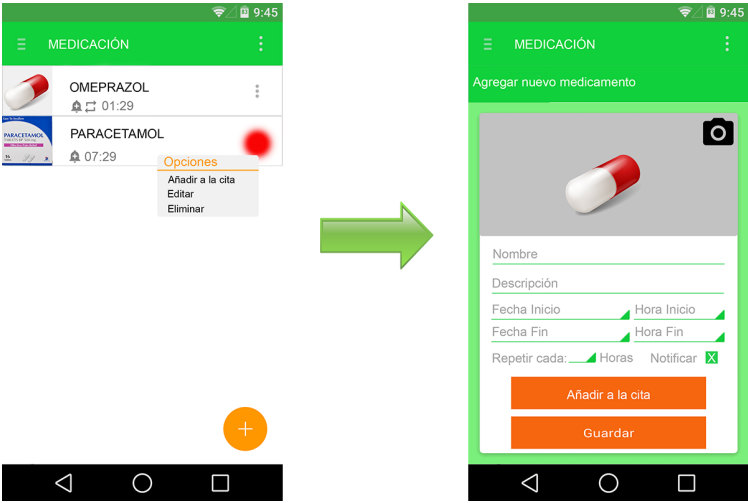 9:45
MEDICACIÓN
OMEPRAZOL
01:29
PARACETAMOL
PARACETAMOL
07:29
16
Opciones
Añadir a la cita
Editar
Eliminar
9:45
MEDICACIÓN
Agregar nuevo medicamento
Nombre
Descripción
Fecha Inicio Hora Inicio
Fecha Fin Hora Fin
Repetir cada: Horas Notificar X
Añadir a la cita
Guardar